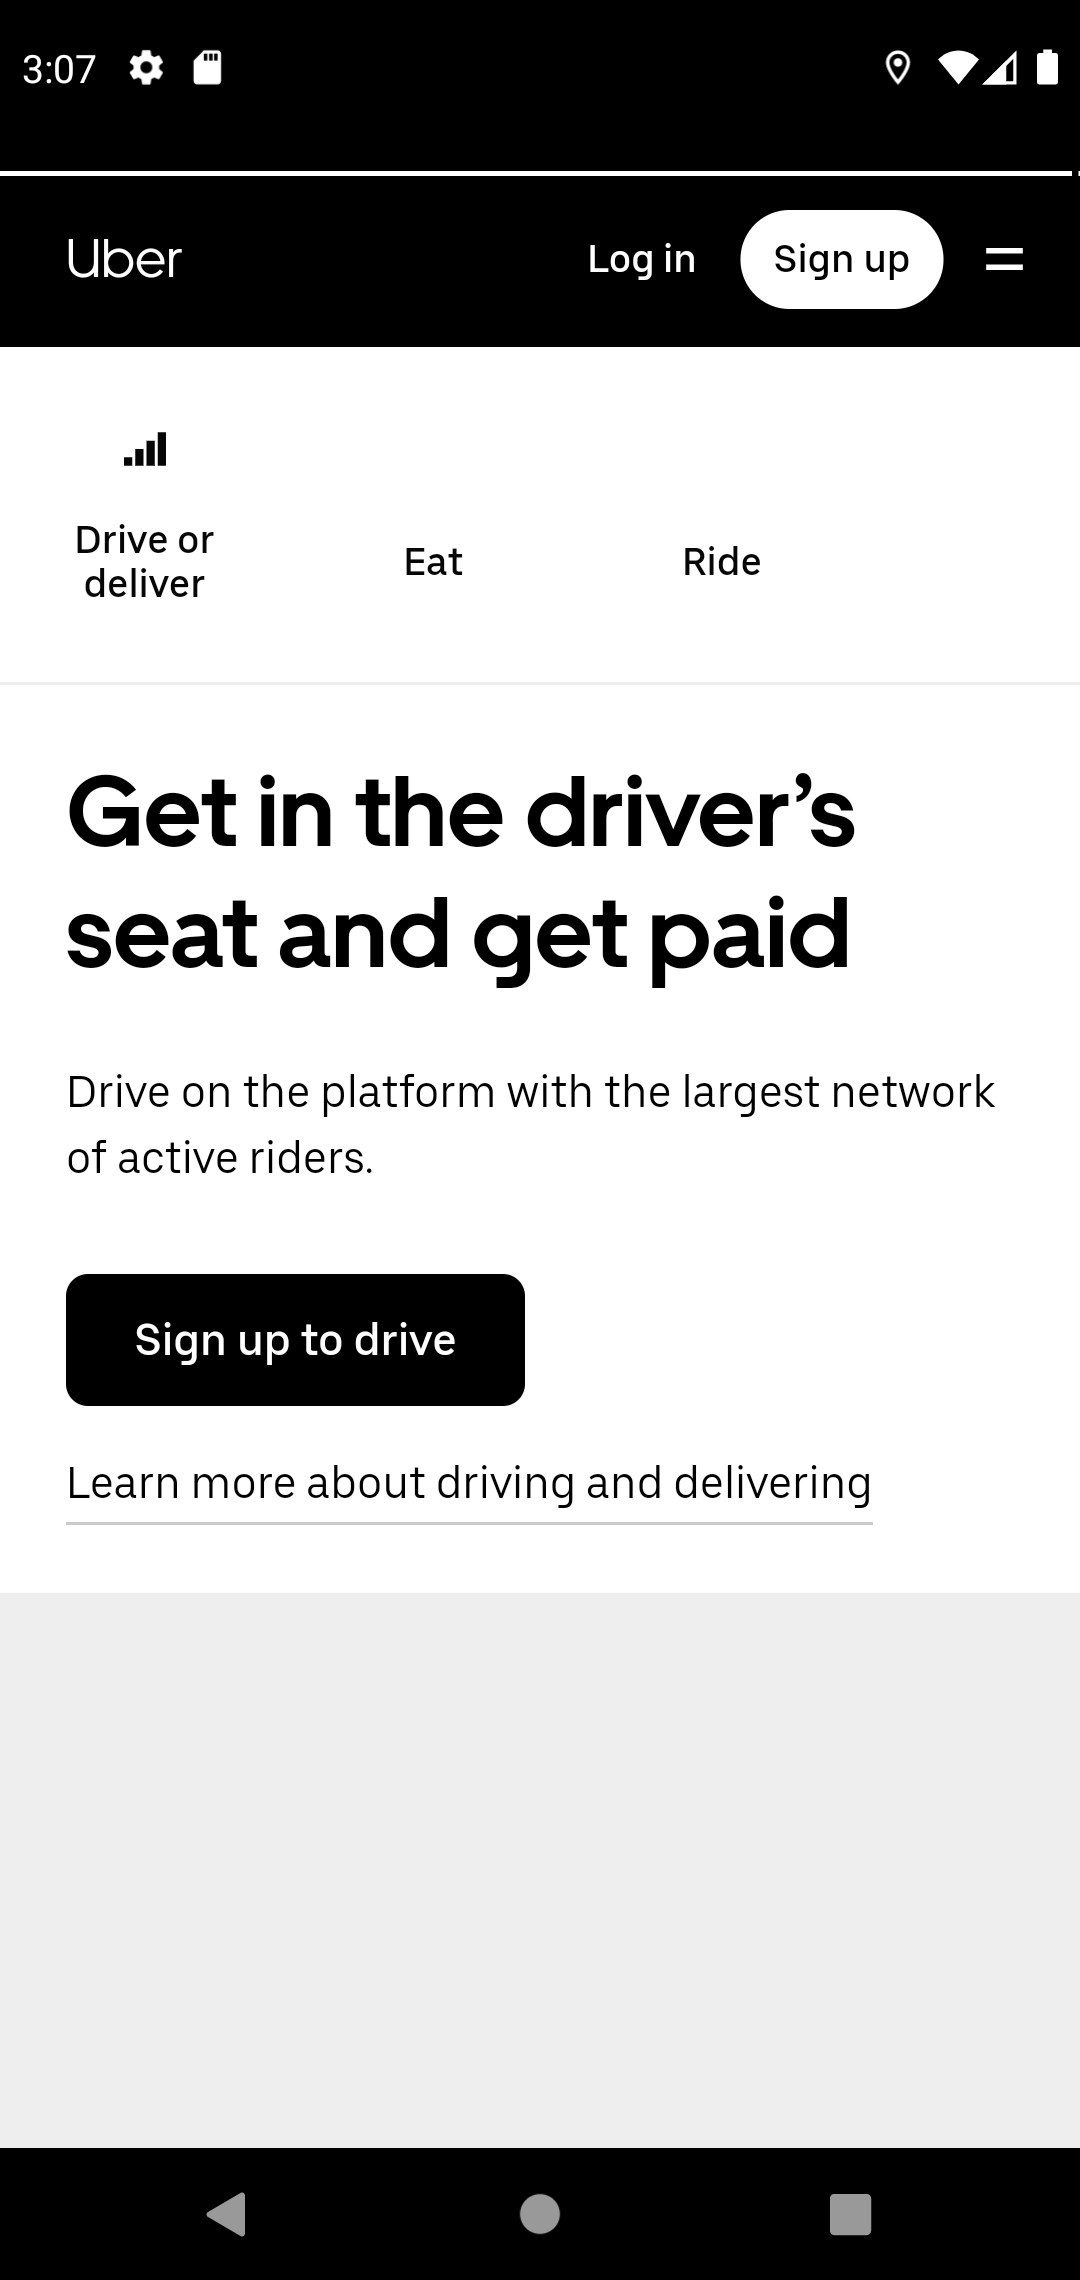 3:07
Uber
Log in
Sign up
Drive or
deliver
Eat
Ride
Get in the driver’s
seat and get paid
Drive on the platform with the largest network
of active riders.
Sign up to drive
Learn more about driving and delivering